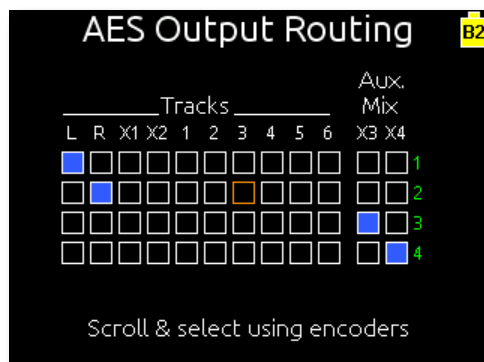 AES Output Routing
B2
Aux.
Tracks Mix
L R X1 X2 1 2 3 4 5 6 X3 X4
1
2
3
4
Scroll & select using encoders